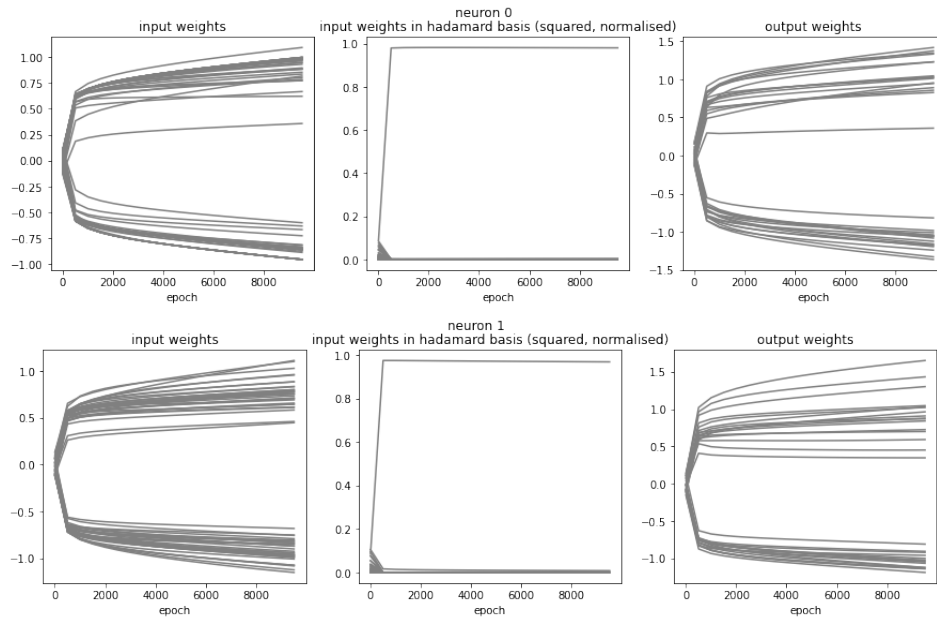 neuron 0
input weights
input weights in hadamard basis (squared, normalised)
output weights
1.00
0.75
0.50
0.25
0.00
−0.25
−0.50
−0.75
−1.00
0 2000 4000 6000 8000
epoch
1.0
0.8
0.6
0.4
0.2
0.0
0 2000 4000 6000 8000
epoch
1.5
1.0
0.5
0.0
−0.5
−1.0
−1.5
0 2000 4000 6000 8000
epoch
neuron 1
input weights
input weights in hadamard basis (squared, normalised)
output weights
1.0
0.5
0.0
−0.5
−1.0
0 2000 4000 6000 8000
epoch
1.0
0.8
0.6
0.4
0.2
0.0
0 2000 4000 6000 8000
epoch
1.5
1.0
0.5
0.0
−0.5
−1.0
0 2000 4000 6000 8000
epoch